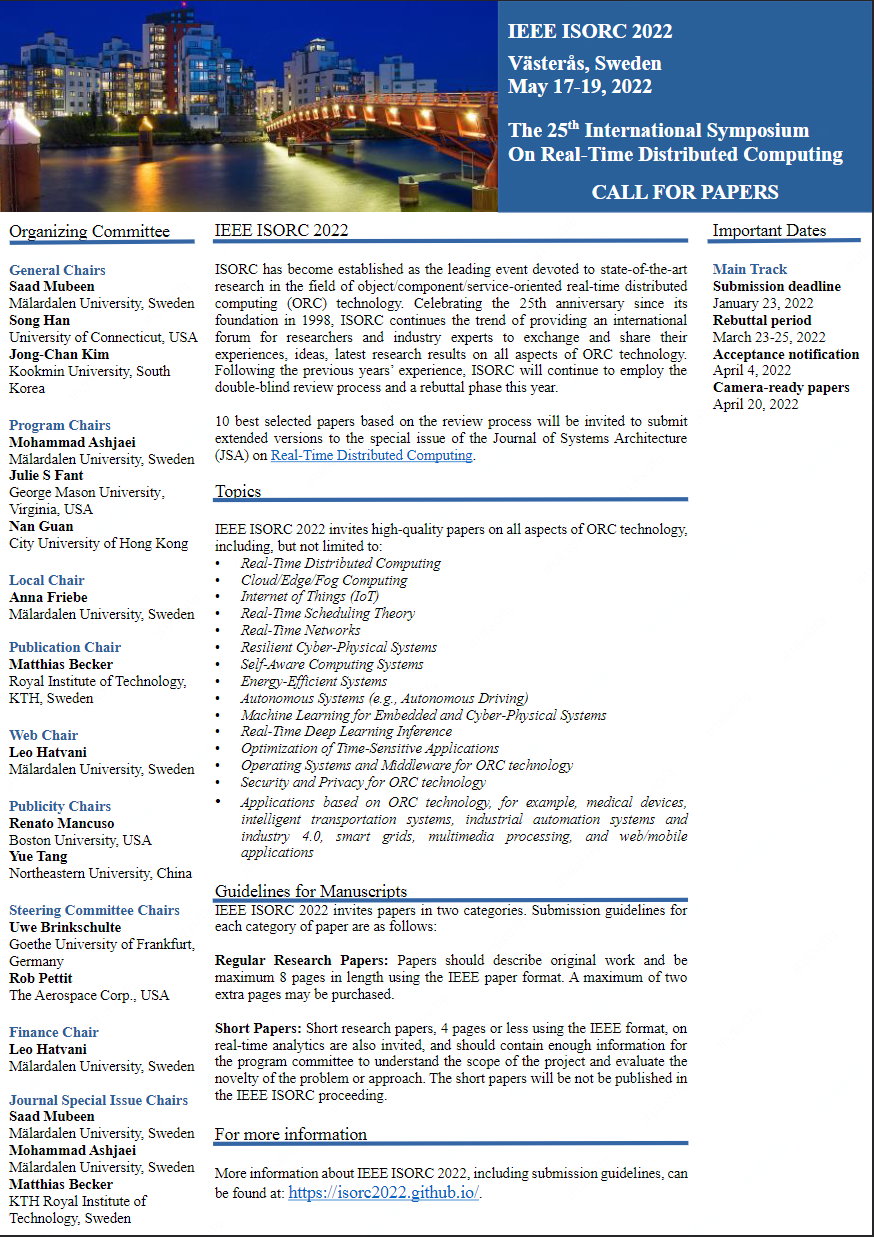 IEEE ISORC 2022
Västerås, Sweden
May 17-19, 2022
The 25th International Symposium
On Real-Time Distributed Computing
CALL FOR PAPERS
Organizing Committee
General Chairs
Saad Mubeen
Mälardalen University, Sweden
Song Han
University of Connecticut, USA
Jong-Chan Kim
Kookmin University, South
Korea
Program Chairs
Mohammad Ashjaei
Mälardalen University, Sweden
Julie S Fant
George Mason University,
Virginia, USA
Nan Guan
City University of Hong Kong
Local Chair
Anna Friebe
Mälardalen University, Sweden
Publication Chair
Matthias Becker
Royal Institute of Technology,
KTH, Sweden
Web Chair
Leo Hatvani
Mälardalen University, Sweden
Publicity Chairs
Renato Mancuso
Boston University, USA
Yue Tang
Northeastern University, China
Steering Committee Chairs
Uwe Brinkschulte
Goethe University of Frankfurt,
Germany
Rob Pettit
The Aerospace Corp., USA
Finance Chair
Leo Hatvani
Mälardalen University, Sweden
Journal Special Issue Chairs
Saad Mubeen
Mälardalen University, Sweden
Mohammad Ashjaei
Mälardalen University, Sweden
Matthias Becker
KTH Royal Institute of
Technology, Sweden
IEEE ISORC 2022
ISORC has become established as the leading event devoted to state-of-the-art
research in the field of object/component/service-oriented real-time distributed
computing (ORC) technology. Celebrating the 25th anniversary since its
foundation in 1998, ISORC continues the trend of providing an international
forum for researchers and industry experts to exchange and share their
experiences, ideas, latest research results on all aspects of ORC technology.
Following the previous years' experience, ISORC will continue to employ the
double-blind review process and a rebuttal phase this year.
10 best selected papers based on the review process will be invited to submit
extended versions to the special issue of the Journal of Systems Architecture
(JSA) on Real-Time Distributed Computing.
Topics
IEEE ISORC 2022 invites high-quality papers on all aspects of ORC technology,
including, but not limited to:
• Real-Time Distributed Computing
• Cloud/Edge/Fog Computing
• Internet of Things (IoT)
• Real-Time Scheduling Theory
• Real-Time Networks
• Resilient Cyber-Physical Systems
• Self-Aware Computing Systems
• Energy-Efficient Systems
• Autonomous Systems (e.g., Autonomous Driving)
• Machine Learning for Embedded and Cyber-Physical Systems
• Real-Time Deep Learning Inference
• Optimization of Time-Sensitive Applications
• Operating Systems and Middleware for ORC technology
• Security and Privacy for ORC technology
• Applications based on ORC technology, for example, medical devices,
intelligent transportation systems, industrial automation systems and
industry 4.0, smart grids, multimedia processing, and web/mobile
applications
Guidelines for Manuscripts
IEEE ISORC 2022 invites papers in two categories. Submission guidelines for
each category of paper are as follows:
Regular Research Papers: Papers should describe original work and be
maximum 8 pages in length using the IEEE paper format. A maximum of two
extra pages may be purchased.
Short Papers: Short research papers, 4 pages or less using the IEEE format, on
real-time analytics are also invited, and should contain enough information for
the program committee to understand the scope of the project and evaluate the
novelty of the problem or approach. The short papers will be not be published in
the IEEE ISORC proceeding.
For more information
More information about IEEE ISORC 2022, including submission guidelines, can
be found at: https://isorc2022.github.io/.
Important Dates
Main Track
Submission deadline
January 23, 2022
Rebuttal period
March 23-25, 2022
Acceptance notification
April 4, 2022
Camera-ready papers
April 20, 2022